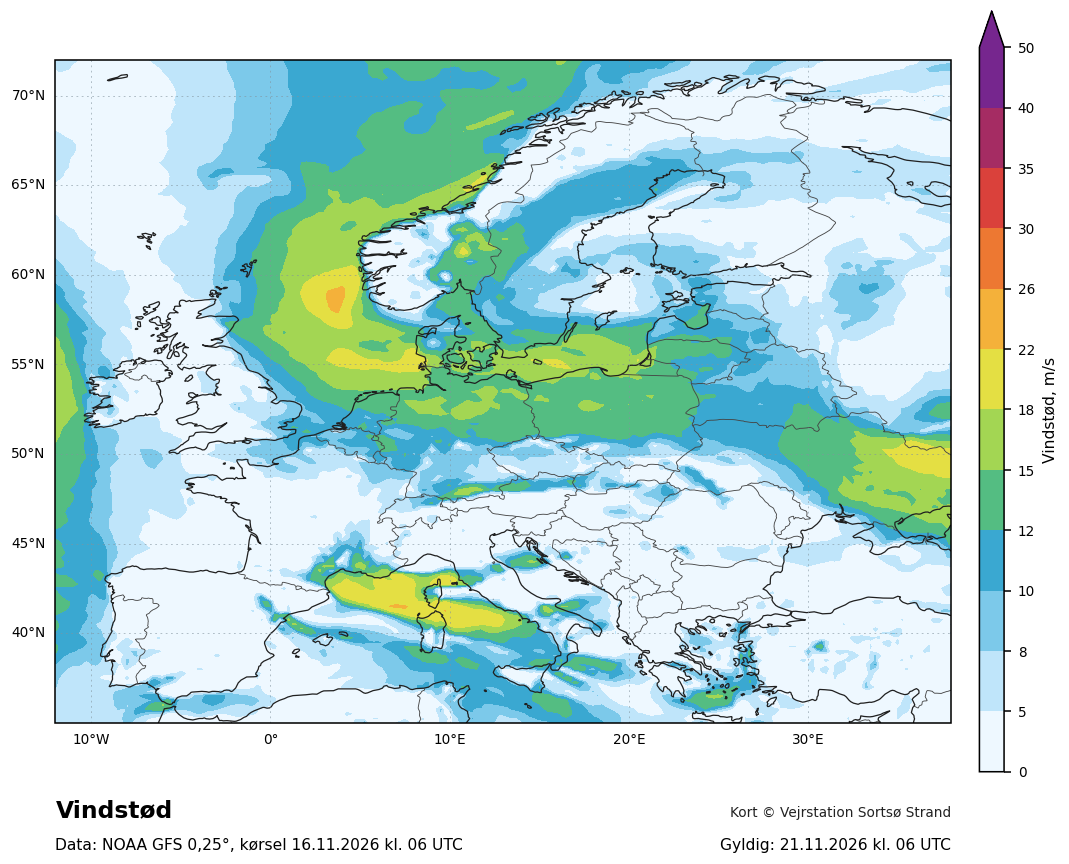 50
40
35
30
26
22
18
15
12
10
8
5
0
Vindstød, m/s
70°N
65°N
60°N
55°N
50°N
45°N
40°N
10°W
0°
10°E
20°E
30°E
Vindstød
Kort © Vejrstation Sortsø Strand
Data: NOAA GFS 0,25°, kørsel 16.11.2026 kl. 06 UTC
Gyldig: 21.11.2026 kl. 06 UTC